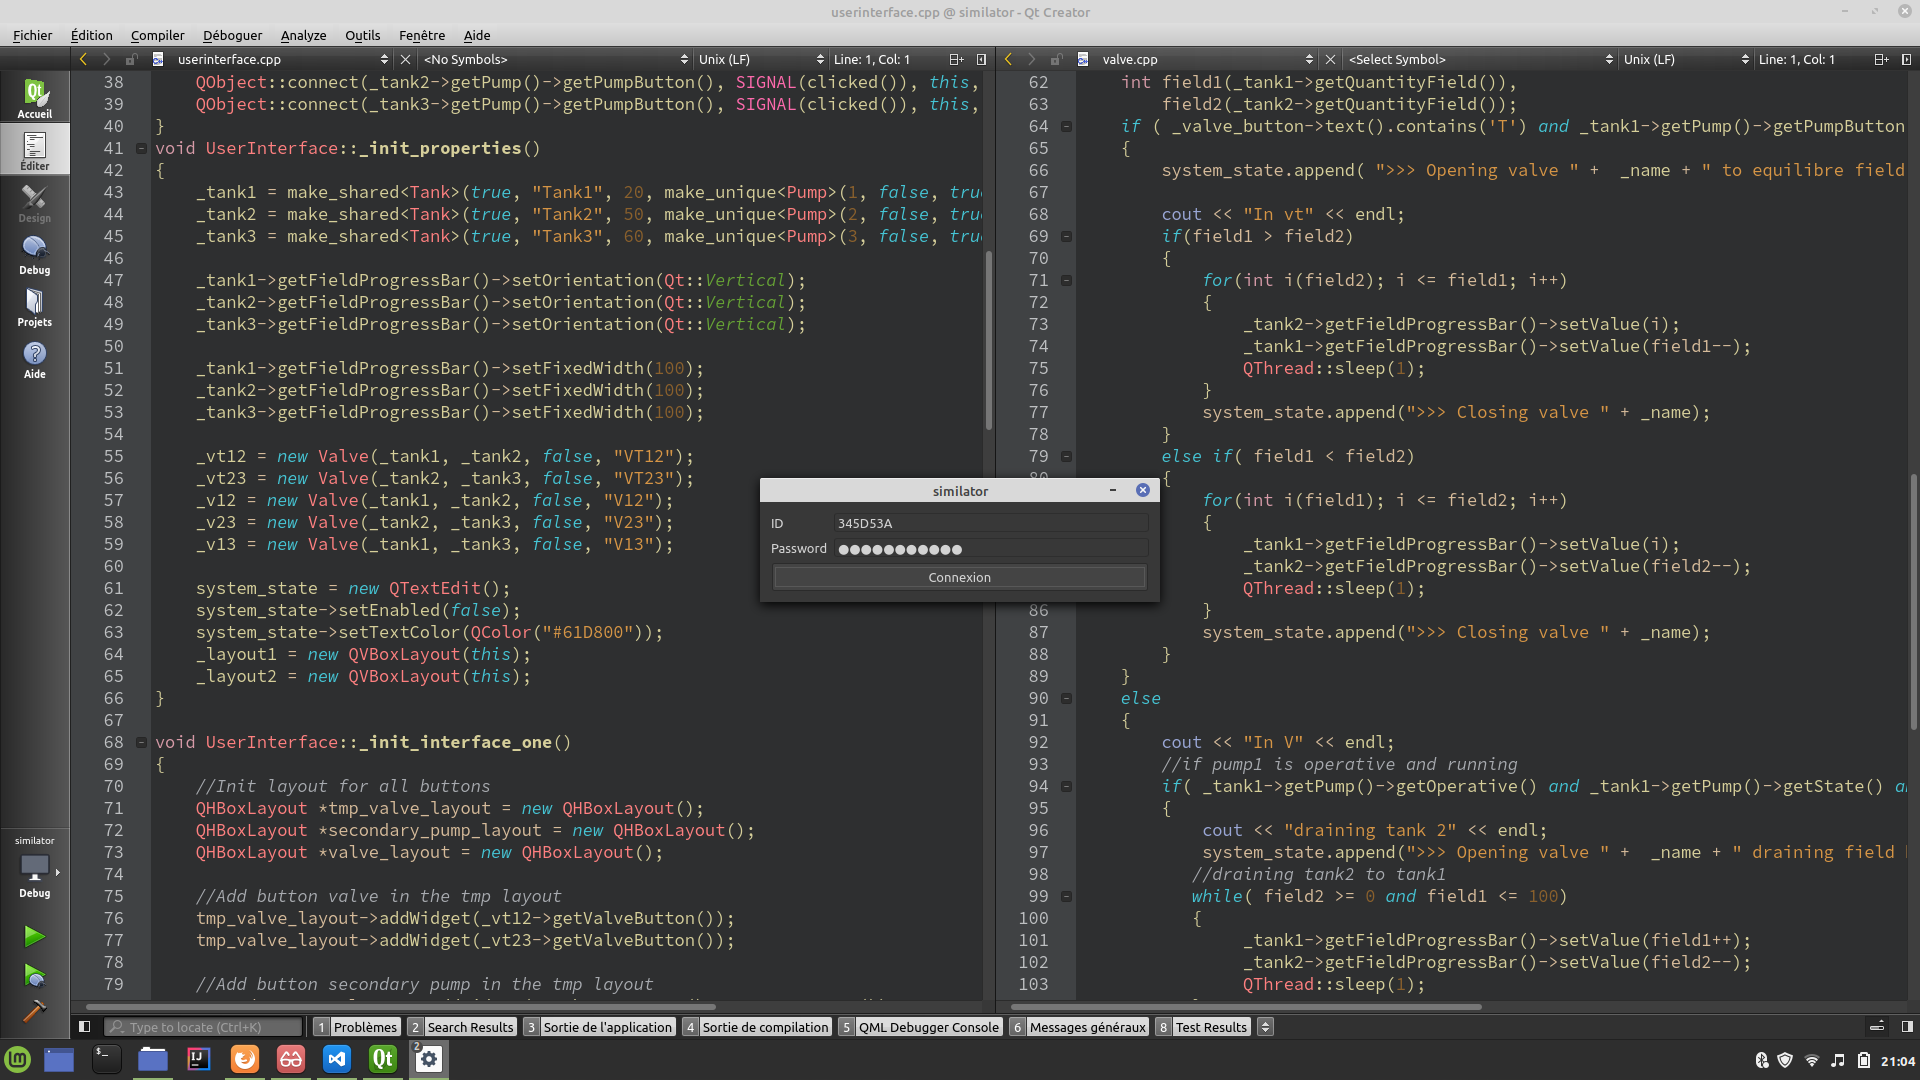 userinterface.cpp @ similator - Qt Creator
Fichier Édition Compiler Déboguer Analyze Outils Fenêtre Aide
userinterface.cpp <No Symbols> Unix (LF) Line: 1, Col: 1
38 QObject::connect(_tank2->getPump()->getPumpButton(), SIGNAL(clicked()), this,
39 QObject::connect(_tank3->getPump()->getPumpButton(), SIGNAL(clicked()), this,
40 }
41 void UserInterface::_init_properties()
42 {
43 _tank1 = make_shared<Tank>(true, "Tank1", 20, make_unique<Pump>(1, false, tru
44 _tank2 = make_shared<Tank>(true, "Tank2", 50, make_unique<Pump>(2, false, tru
45 _tank3 = make_shared<Tank>(true, "Tank3", 60, make_unique<Pump>(3, false, tru
46
47 _tank1->getFieldProgressBar()->setOrientation(Qt::Vertical);
48 _tank2->getFieldProgressBar()->setOrientation(Qt::Vertical);
49 _tank3->getFieldProgressBar()->setOrientation(Qt::Vertical);
50
51 _tank1->getFieldProgressBar()->setFixedWidth(100);
52 _tank2->getFieldProgressBar()->setFixedWidth(100);
53 _tank3->getFieldProgressBar()->setFixedWidth(100);
54
55 _vt12 = new Valve(_tank1, _tank2, false, "VT12");
56 _vt23 = new Valve(_tank2, _tank3, false, "VT23");
57 _v12 = new Valve(_tank1, _tank2, false, "V12");
58 _v23 = new Valve(_tank2, _tank3, false, "V23");
59 _v13 = new Valve(_tank1, _tank3, false, "V13");
60
61 system_state = new QTextEdit();
62 system_state->setEnabled(false);
63 system_state->setTextColor(QColor("#61D800"));
64 _layout1 = new QVBoxLayout(this);
65 _layout2 = new QVBoxLayout(this);
66 }
67
68 void UserInterface::_init_interface_one()
69 {
70 //Init layout for all buttons
71 QHBoxLayout *tmp_valve_layout = new QHBoxLayout();
72 QHBoxLayout *secondary_pump_layout = new QHBoxLayout();
73 QHBoxLayout *valve_layout = new QHBoxLayout();
74
75 //Add button valve in the tmp layout
76 tmp_valve_layout->addWidget(_vt12->getValveButton());
77 tmp_valve_layout->addWidget(_vt23->getValveButton());
78
79 //Add button secondary pump in the tmp layout
valve.cpp <Select Symbol> Unix (LF) Line: 1, Col: 1
62 int field1(_tank1->getQuantityField()),
63 field2(_tank2->getQuantityField());
64 if ( _valve_button->text().contains('T') and _tank1->getPump()->getPumpButton
65 {
66 system_state.append( ">>> Opening valve " + _name + " to equilibre field
67
68 cout << "In vt" << endl;
69 if(field1 > field2)
70 {
71 for(int i(field2); i <= field1; i++)
72 {
73 _tank2->getFieldProgressBar()->setValue(i);
74 _tank1->getFieldProgressBar()->setValue(field1--);
75 QThread::sleep(1);
76 }
77 system_state.append(">>> Closing valve " + _name);
78 }
79 else if( field1 < field2)
{
for(int i(field1); i <= field2; i++)
{
_tank1->getFieldProgressBar()->setValue(i);
_tank2->getFieldProgressBar()->setValue(field2--);
QThread::sleep(1);
86 }
87 system_state.append(">>> Closing valve " + _name);
88 }
89 }
90 else
91 {
92 cout << "In V" << endl;
93 //if pump1 is operative and running
94 if( _tank1->getPump()->getOperative() and _tank1->getPump()->getState() a
95 {
96 cout << "draining tank 2" << endl;
97 system_state.append(">>> Opening valve " + _name + " draining field
98 //draining tank2 to tank1
99 while( field2 >= 0 and field1 <= 100)
100 {
101 _tank1->getFieldProgressBar()->setValue(field1++);
102 _tank2->getFieldProgressBar()->setValue(field2--);
103 QThread::sleep(1);
similator
ID 345D53A
Password ●●●●●●●●●●●
Connexion
Qt
Accueil
Éditer
Design
Debug
Projets
?
Aide
similator
Debug
Type to locate (Ctrl+K) 1 Problèmes 2 Search Results 3 Sortie de l'application 4 Sortie de compilation 5 QML Debugger Console 6 Messages généraux 8 Test Results
IJ Qt 2 21:04